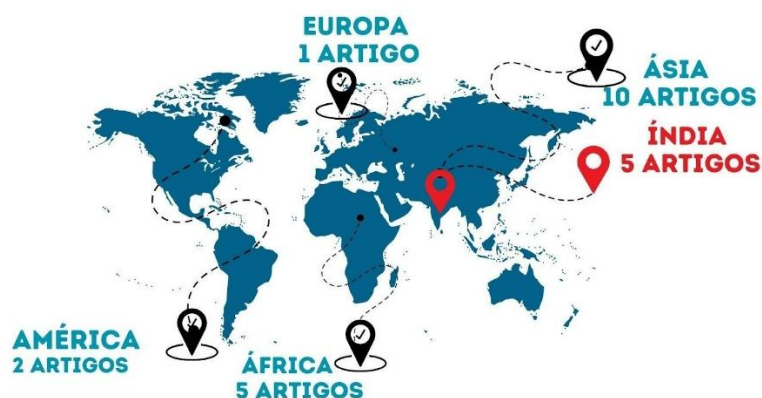 EUROPA
1 ARTIGO
ÁSIA
10 ARTIGOS
ÍNDIA
5 ARTIGOS
AMÉRICA
2 ARTIGOS
ÁFRICA
5 ARTIGOS